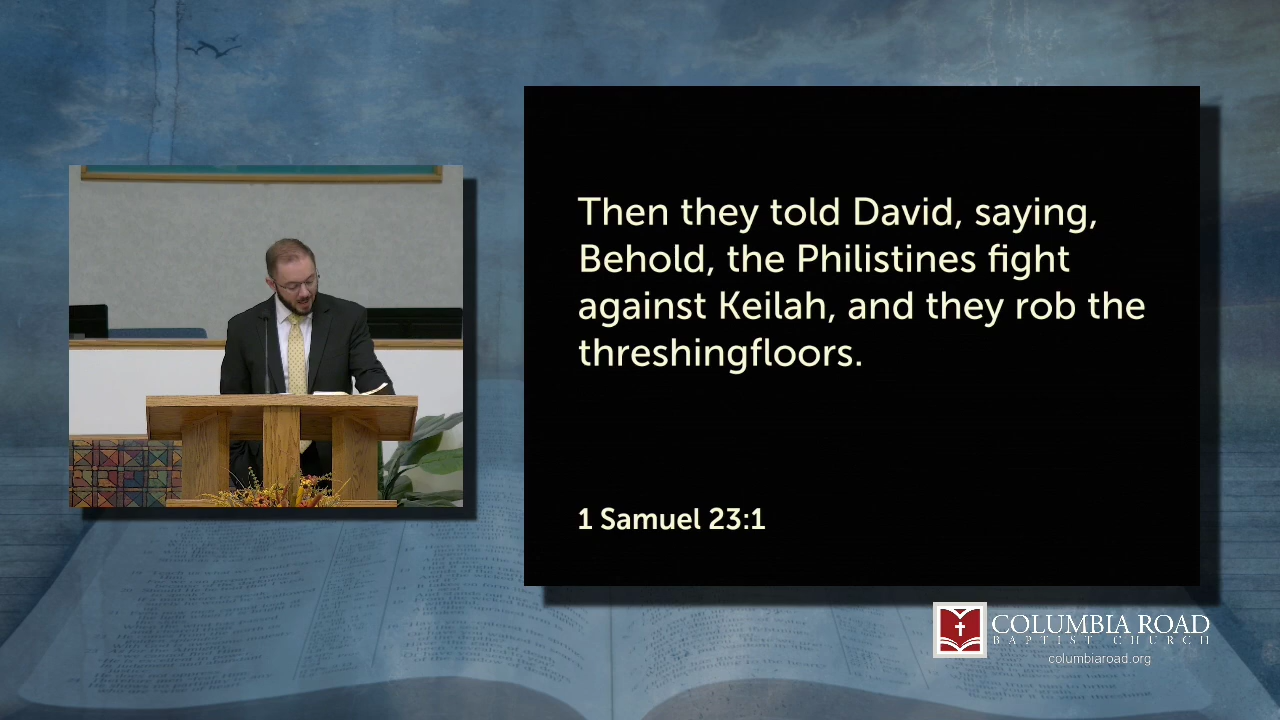 Then they told David, saying,
Behold, the Philistines fight
against Keilah, and they rob the
threshingfloors.
1 Samuel 23:1
COLUMBIA ROAD
BAPTIST CHURCH
columbiaroad.org